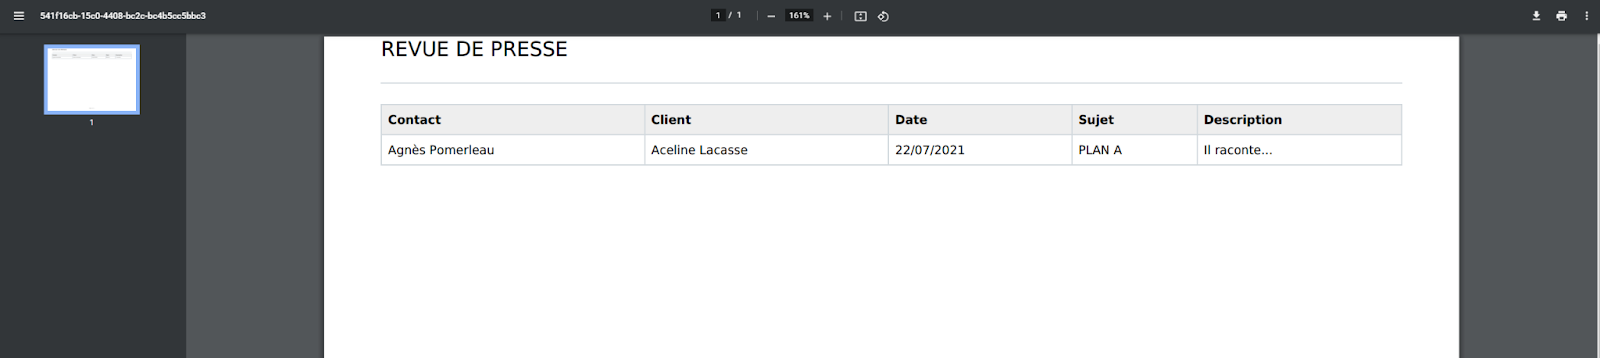 541f16cb-15c0-4408-bc2c-bc4b5cc5bbc3 1 / 1 161%
REVUE DE PRESSE
Contact Client Date Sujet Description
Agnès Pomerleau Aceline Lacasse 22/07/2021 PLAN A Il raconte...
1